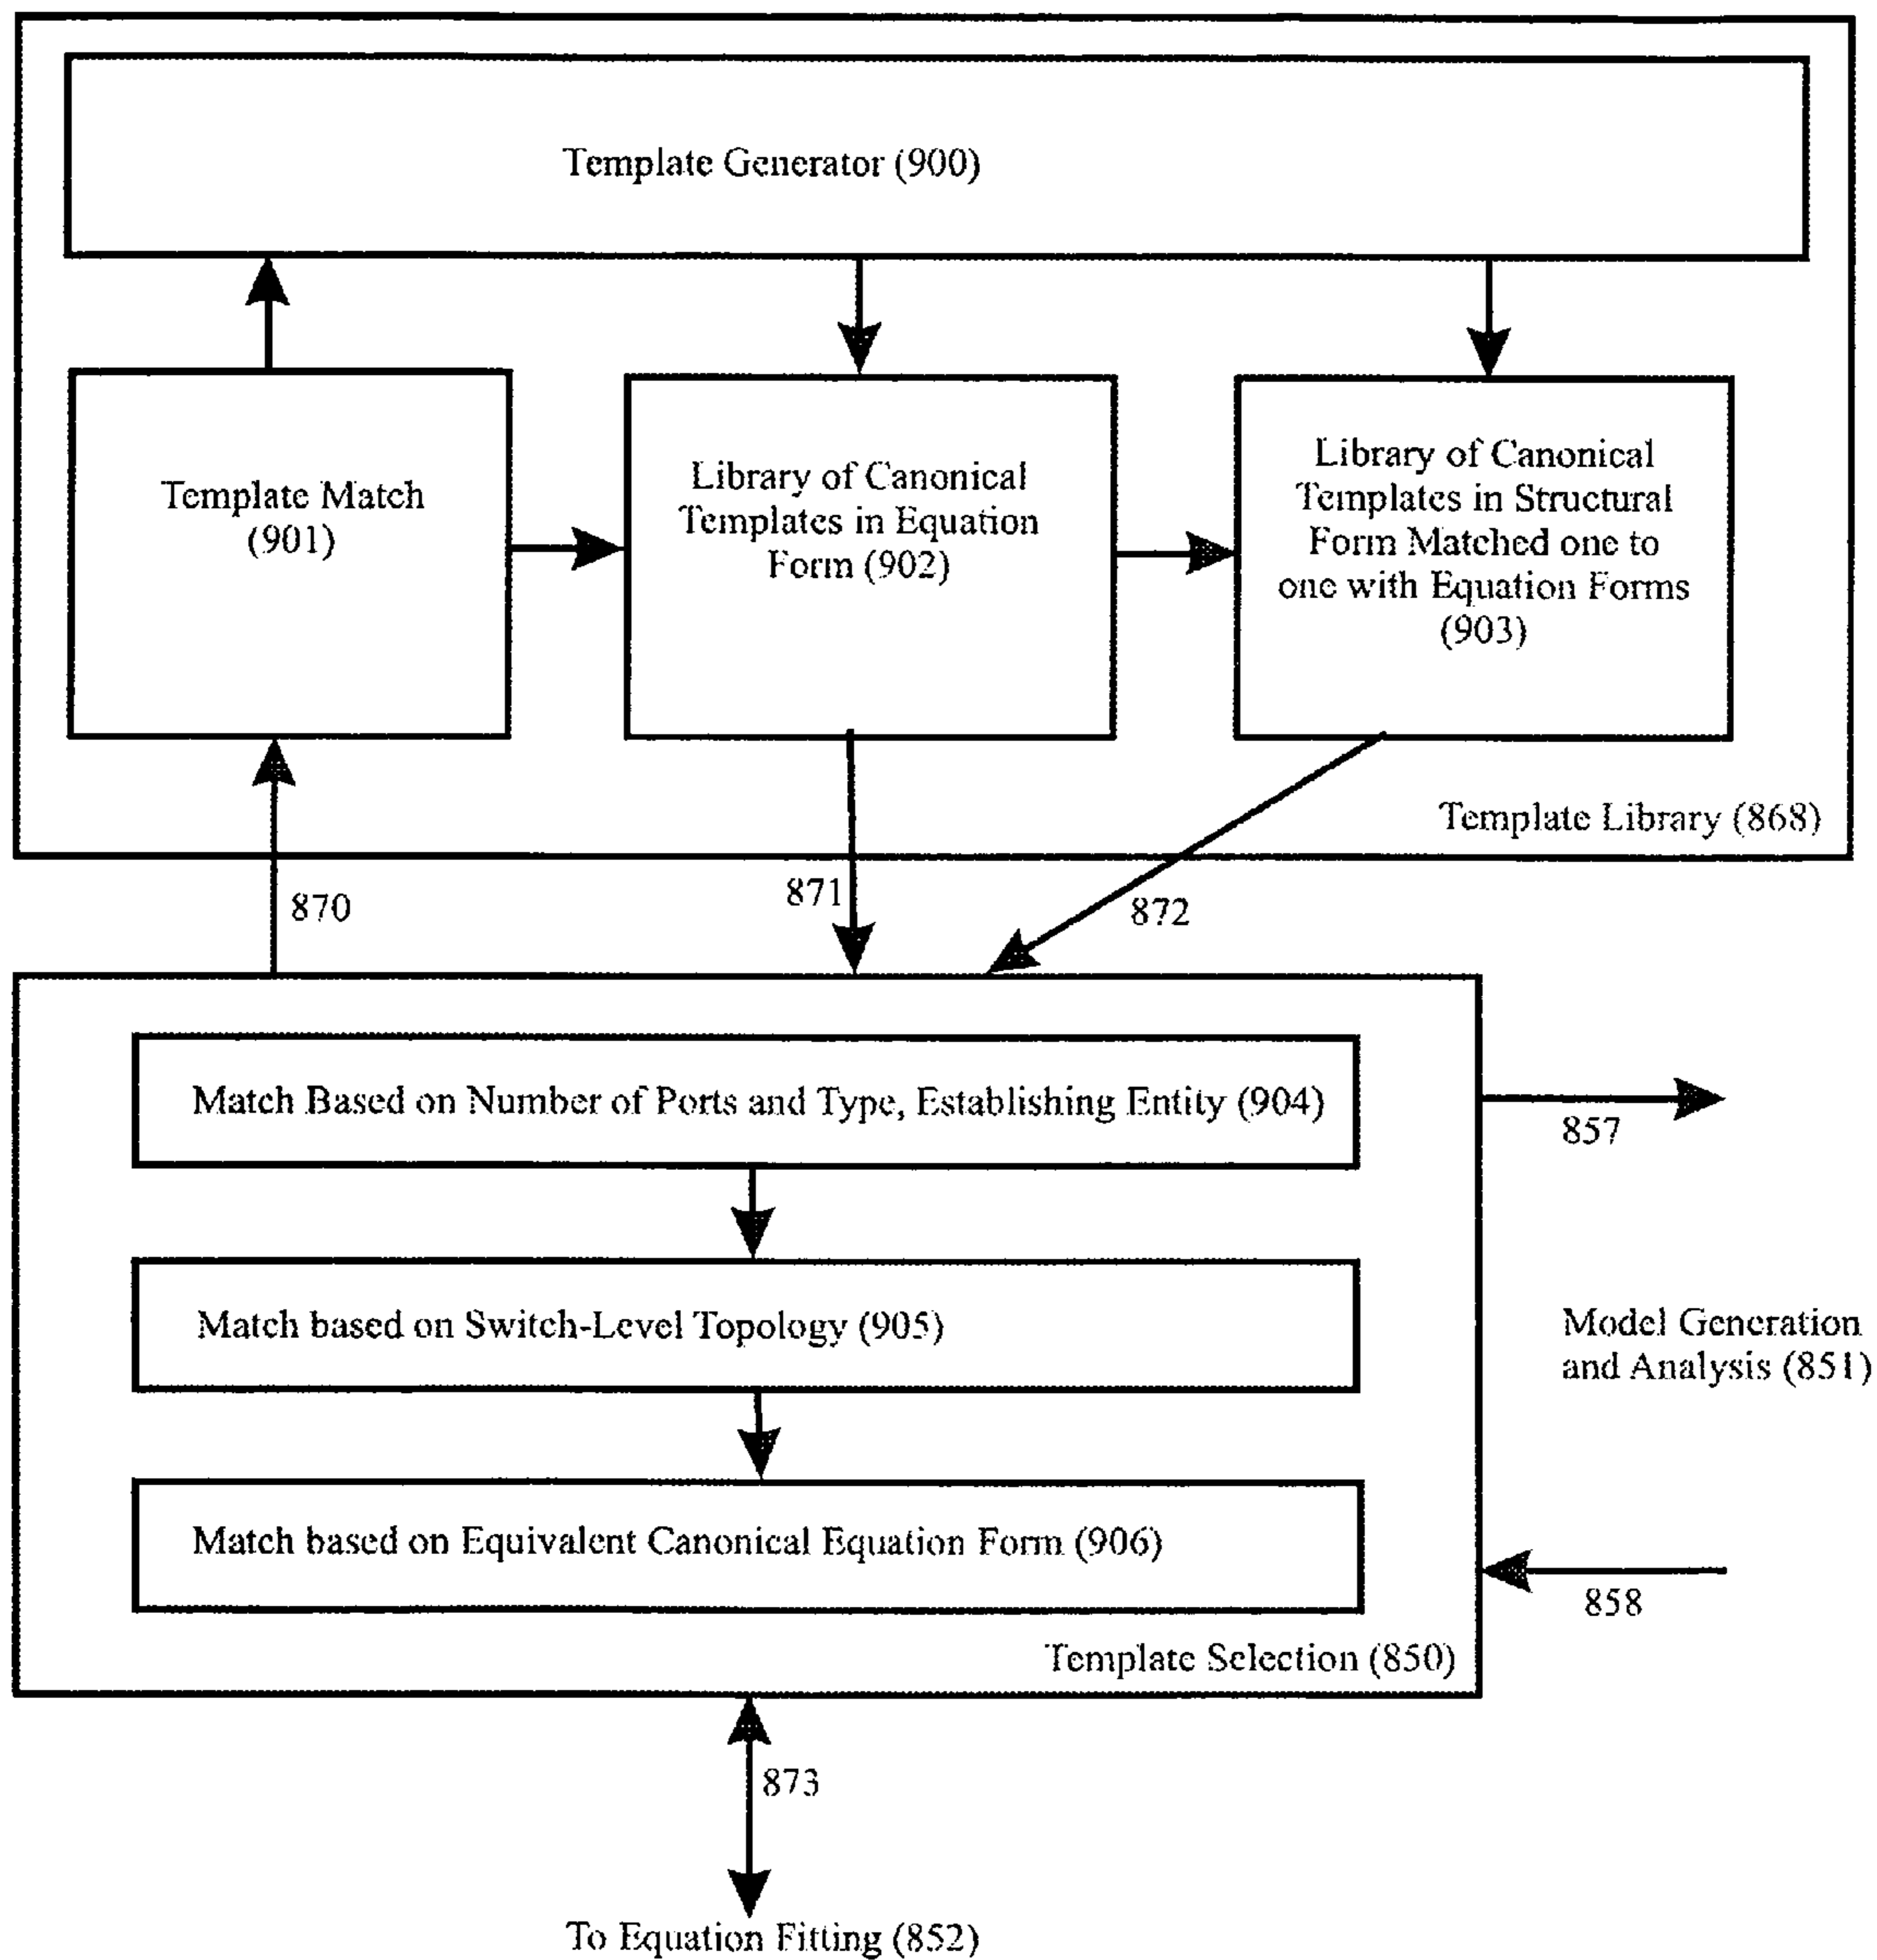 Template Generator (900)
Template Match
(901)
Library of Canonical
Templates in Equation
Form (902)
Library of Canonical
Templates in Structural
Form Matched one to
one with Equation Forms
(903)
Template Library (868)
870
871
872
Match Based on Number of Ports and Type, Establishing Entity (904)
857
Match based on Switch-Level Topology (905)
Model Generation
and Analysis (851)
Match based on Equivalent Canonical Equation Form (906)
858
Template Selection (850)
873
To Equation Fitting (852)